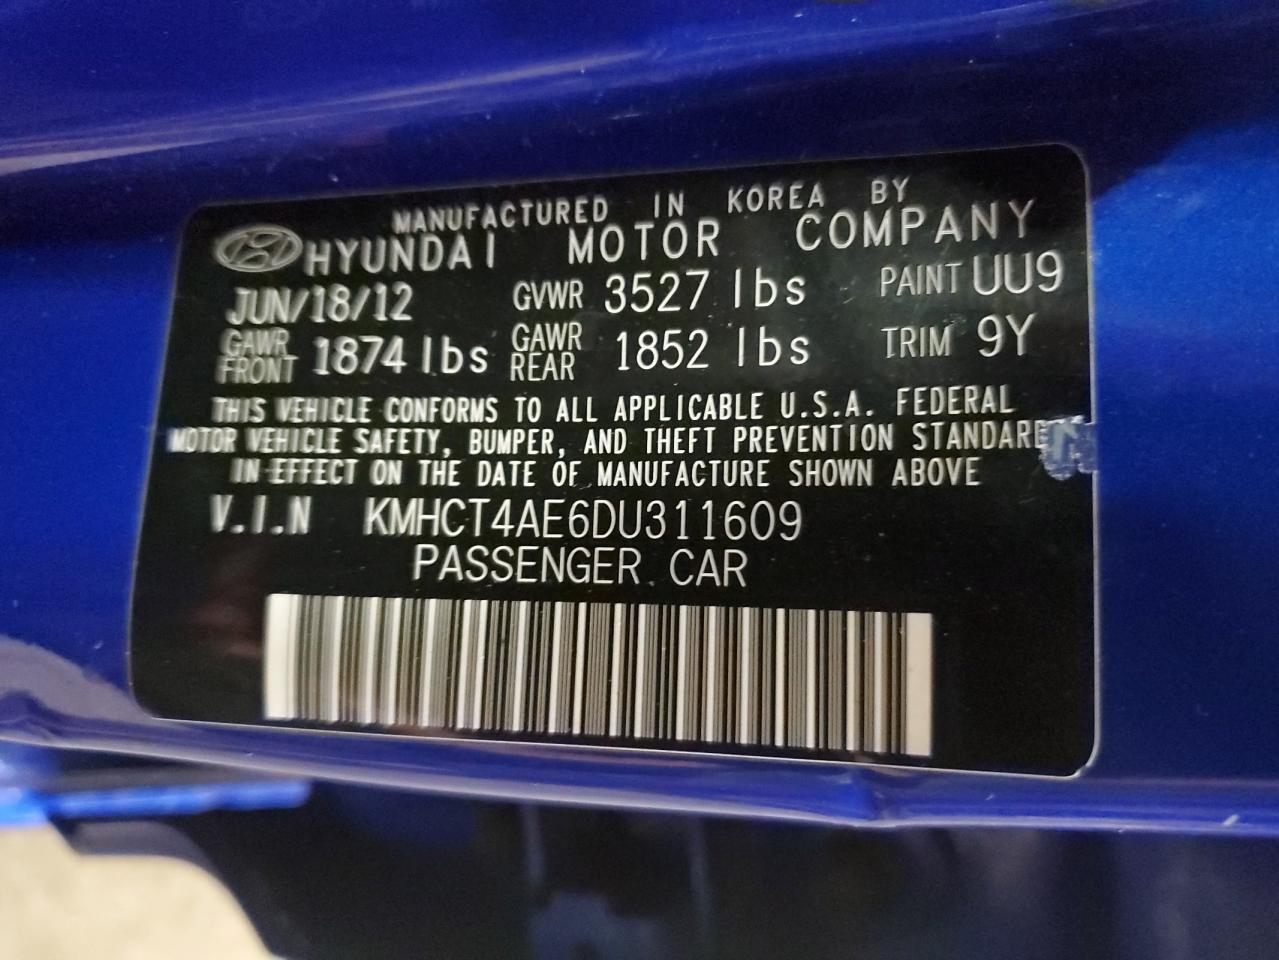 MANUFACTURED IN KOREA BY
HYUNDAI MOTOR COMPANY
JUN/18/12 GVWR 3527 lbs PAINT UU9
GAWR FRONT 1874 lbs GAWR REAR 1852 lbs TRIM 9Y
THIS VEHICLE CONFORMS TO ALL APPLICABLE U.S.A. FEDERAL
MOTOR VEHICLE SAFETY, BUMPER, AND THEFT PREVENTION STANDARD
IN EFFECT ON THE DATE OF MANUFACTURE SHOWN ABOVE
V.I.N KMHCT4AE6DU311609
PASSENGER CAR